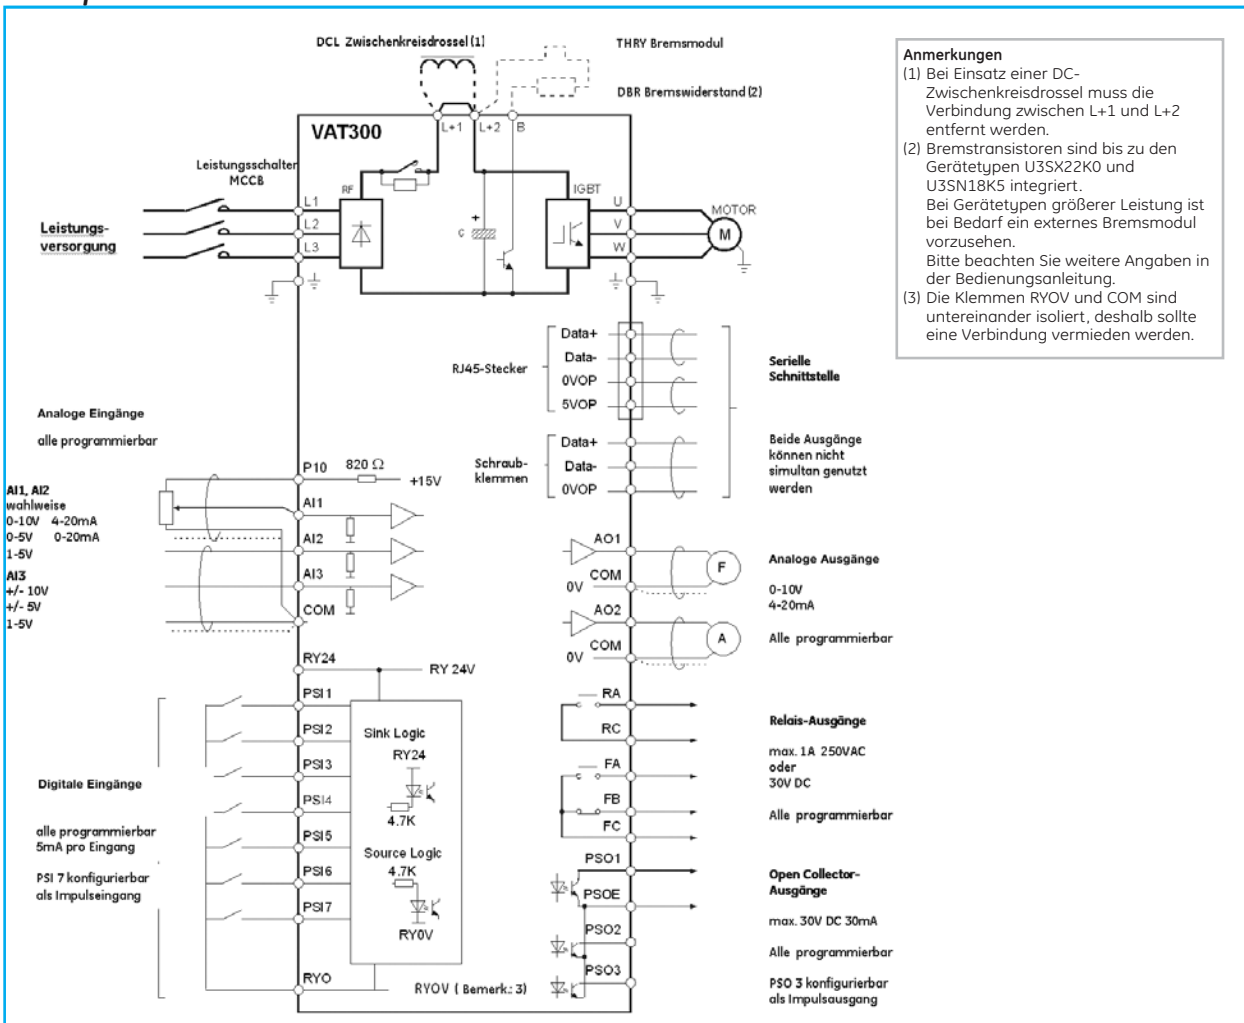 DCL Zwischenkreisdrossel (1)
THRY Bremsmodul
DBR Bremswiderstand (2)
L+1
L+2
B
VAT300
Leistungsschalter
MCCB
RF
IGBT
L1
L2
L3
Leistungs-
versorgung
+
C
U
V
W
MOTOR
M
Anmerkungen
(1) Bei Einsatz einer DC-
Zwischenkreisdrossel muss die
Verbindung zwischen L+1 und L+2
entfernt werden.
(2) Bremstransistoren sind bis zu den
Gerätetypen U3SX22K0 und
U3SN18K5 integriert.
Bei Gerätetypen größerer Leistung ist
bei Bedarf ein externes Bremsmodul
vorzusehen.
Bitte beachten Sie weitere Angaben in
der Bedienungsanleitung.
(3) Die Klemmen RYOV und COM sind
untereinander isoliert, deshalb sollte
eine Verbindung vermieden werden.
RJ45-Stecker
Data+
Data-
0VOP
5VOP
Serielle
Schnittstelle
Schraub-
klemmen
Data+
Data-
0VOP
Beide Ausgänge
können nicht
simultan genutzt
werden
Analoge Eingänge
alle programmierbar
P10
820 Ω
+15V
AI1, AI2
wahlweise
0-10V 4-20mA
0-5V 0-20mA
1-5V
AI3
+/- 10V
+/- 5V
1-5V
AI1
AI2
AI3
COM
AO1
COM
0V
F
AO2
COM
0V
A
Analoge Ausgänge
0-10V
4-20mA
Alle programmierbar
RY24
RY 24V
PSI1
PSI2
PSI3
PSI4
PSI5
PSI6
PSI7
RYO
Sink Logic
RY24
4.7K
Source Logic
4.7K
RY0V
RYOV ( Bemerk.: 3)
Digitale Eingänge
alle programmierbar
5mA pro Eingang
PSI 7 konfigurierbar
als Impulseingang
RA
RC
FA
FB
FC
Relais-Ausgänge
max. 1A 250VAC
oder
30V DC
Alle programmierbar
PSO1
PSOE
PSO2
PSO3
Open Collector-
Ausgänge
max. 30V DC 30mA
Alle programmierbar
PSO 3 konfigurierbar
als Impulsausgang